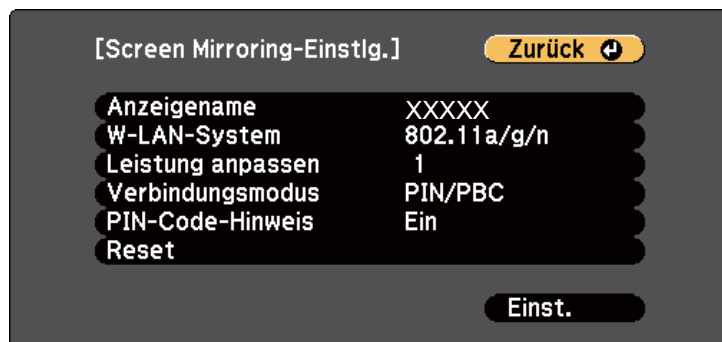 [Screen Mirroring-Einstlg.] Zurück
Anzeigename XXXXX
W-LAN-System 802.11a/g/n
Leistung anpassen 1
Verbindungsmodus PIN/PBC
PIN-Code-Hinweis Ein
Reset
Einst.